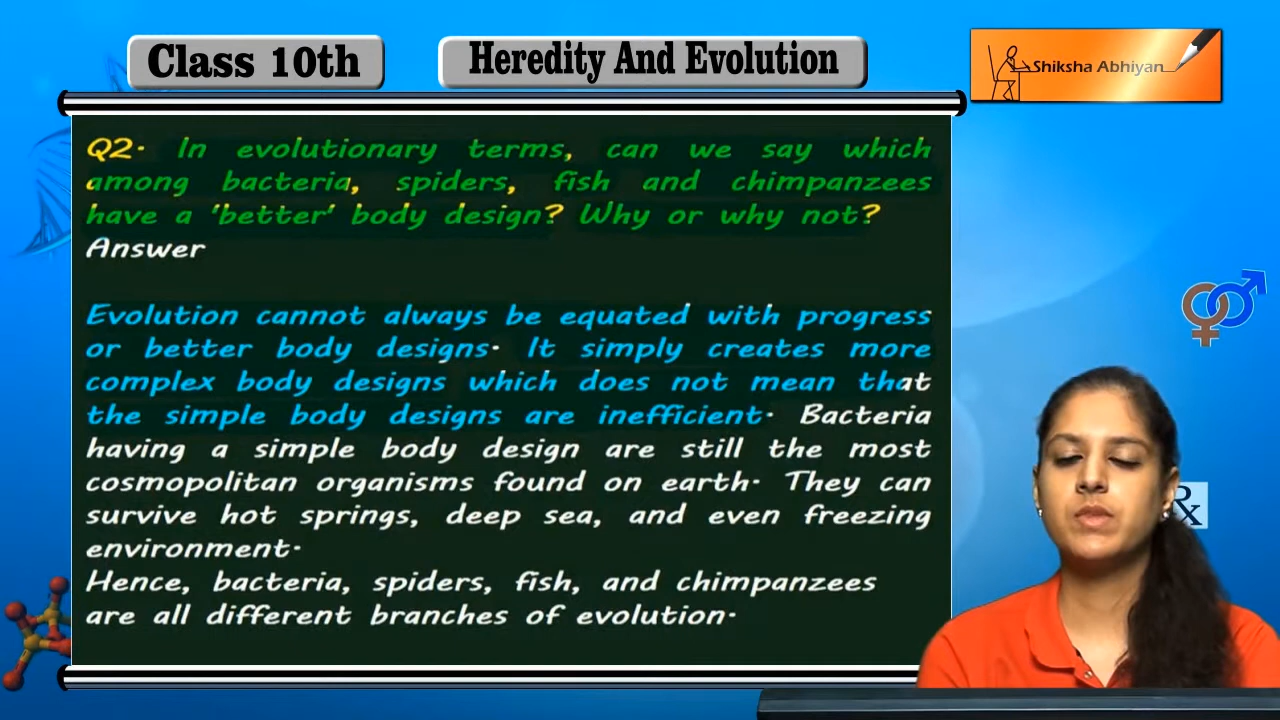 Class 10th
Heredity And Evolution
Shiksha Abhiyan
Q2. In evolutionary terms, can we say which
among bacteria, spiders, fish and chimpanzees
have a 'better' body design? Why or why not?
Answer
Evolution cannot always be equated with progress
or better body designs. It simply creates more
complex body designs which does not mean that
the simple body designs are inefficient. Bacteria
having a simple body design are still the most
cosmopolitan organisms found on earth. They can
survive hot springs, deep sea, and even freezing
environment.
Hence, bacteria, spiders, fish, and chimpanzees
are all different branches of evolution.
Rx